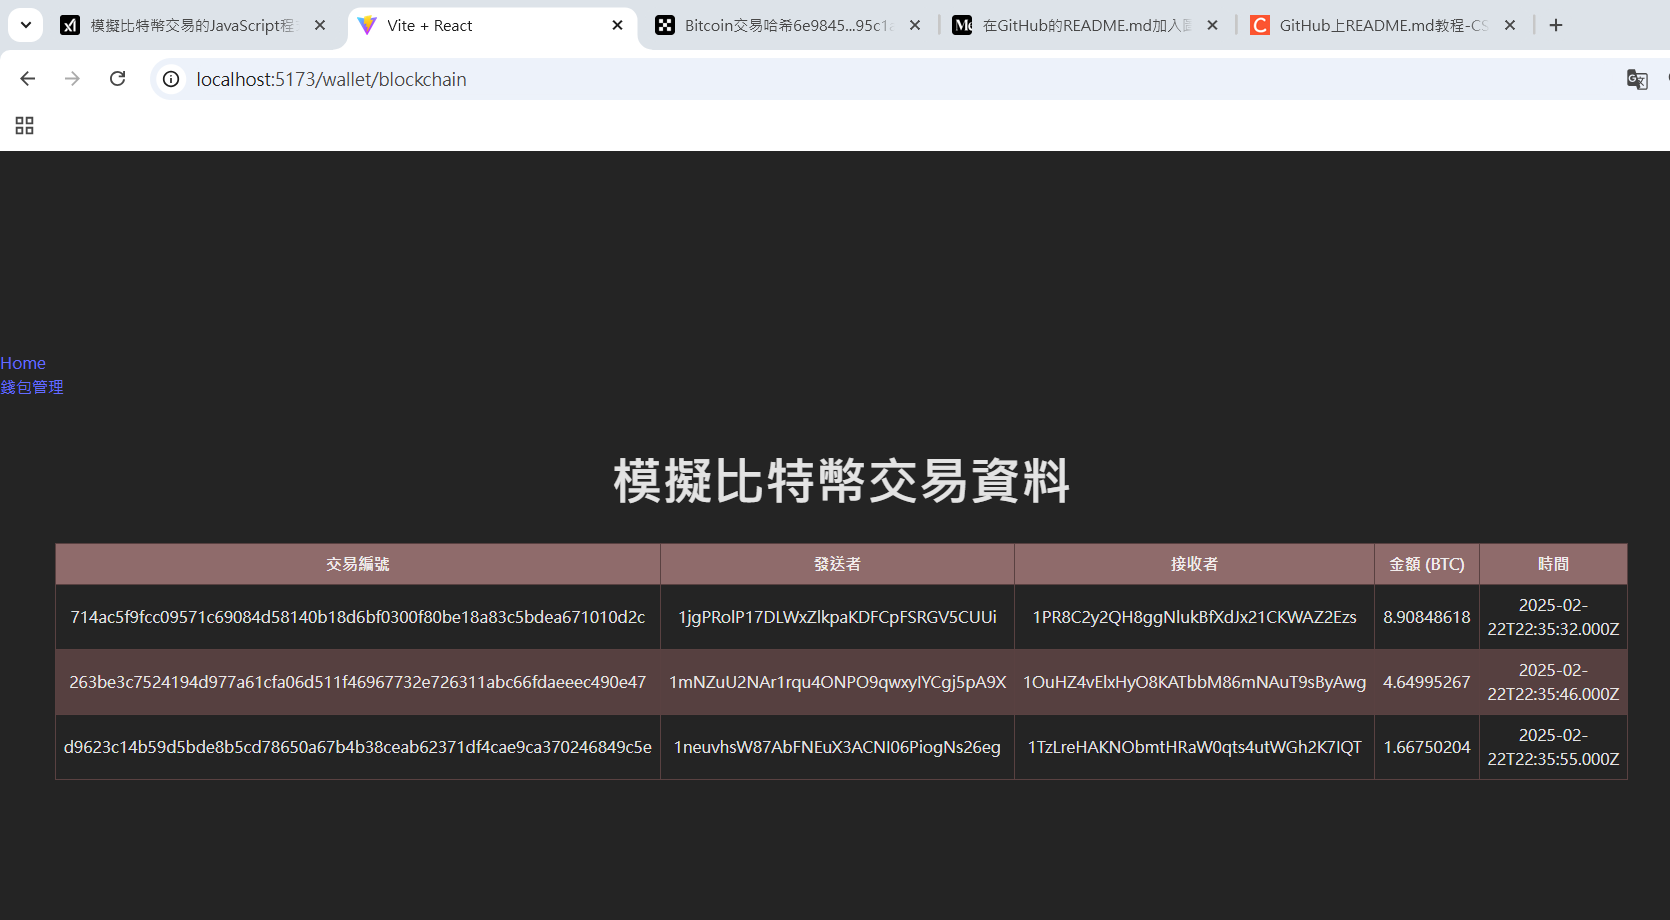 模擬比特幣交易的JavaScript程
Vite + React
Bitcoin交易哈希6e9845...95c1a
在GitHub的README.md加入
GitHub上README.md教程-CS
localhost:5173/wallet/blockchain
Home
錢包管理
模擬比特幣交易資料
交易編號 發送者 接收者 金額 (BTC) 時間
714ac5f9fcc09571c69084d58140b18d6bf0300f80be18a83c5bdea671010d2c 1jgPRolP17DLWxZlkpaKDFCpFSRGV5CUUi 1PR8C2y2QH8ggNlukBfXdJx21CKWAZ2Ezs 8.90848618 2025-02-
22T22:35:32.000Z
263be3c7524194d977a61cfa06d511f46967732e726311abc66fdaeeec490e47 1mNZuU2NAr1rqu4ONPO9qwxyIYCgj5pA9X 1OuHZ4vElxHyO8KATbbM86mNAuT9sByAwg 4.64995267 2025-02-
22T22:35:46.000Z
d9623c14b59d5bde8b5cd78650a67b4b38ceab62371df4cae9ca370246849c5e 1neuvhsW87AbFNEuX3ACNI06PiogNs26eg 1TzLreHAKNObmtHRaW0qts4utWGh2K7IQT 1.66750204 2025-02-
22T22:35:55.000Z